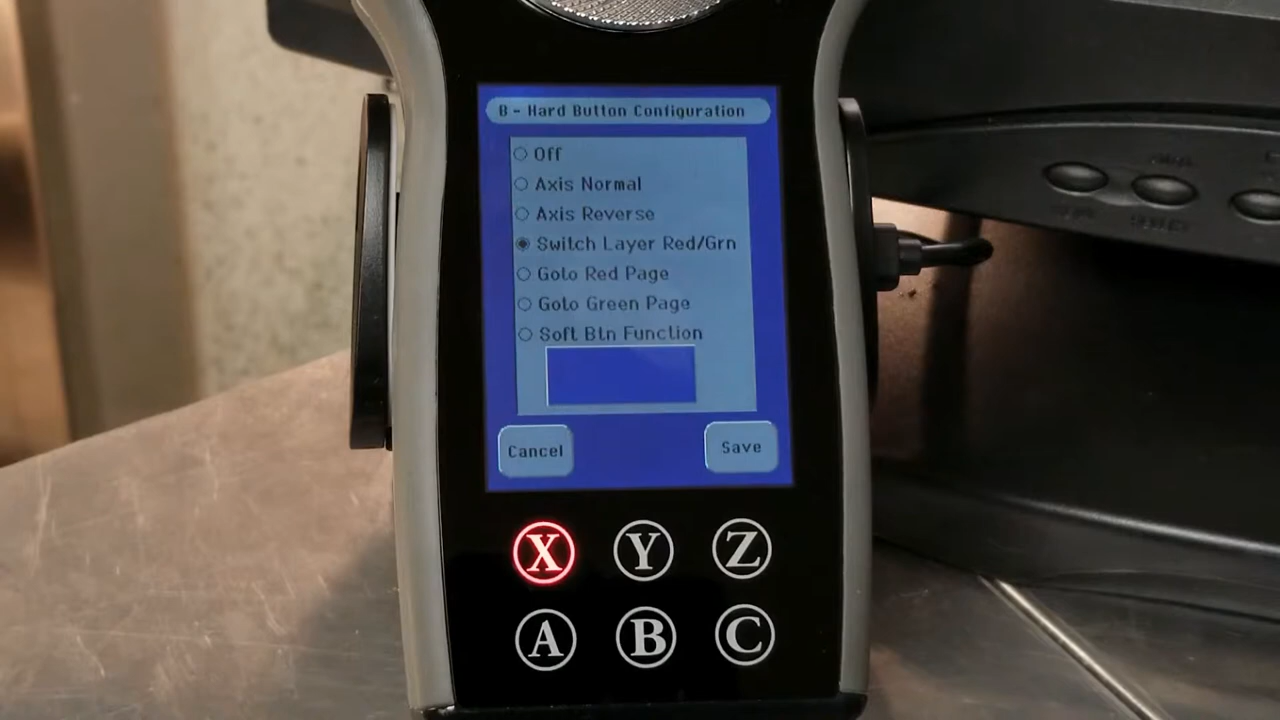 B - Hard Button Configuration
Off
Axis Normal
Axis Reverse
Switch Layer Red/Grn
Goto Red Page
Goto Green Page
Soft Btn Function
Cancel
Save
X Y Z
A B C